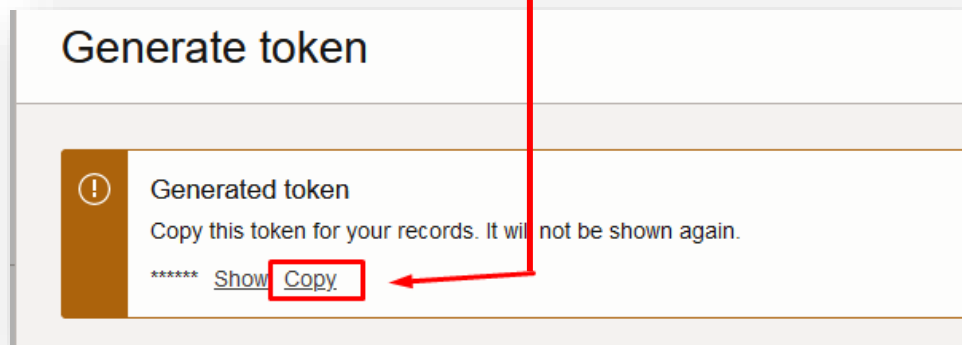 Generate token
Generated token
Copy this token for your records. It will not be shown again.
****** Show Copy